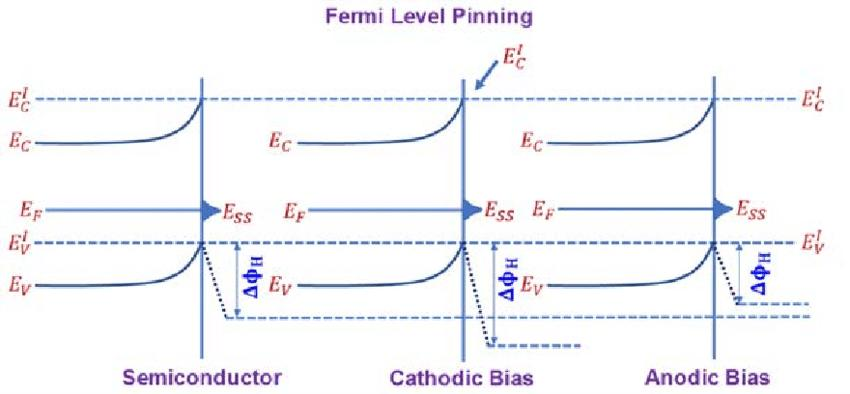 Fermi Level Pinning
E_C^I
E_C^I E_C^I
E_C E_C E_C
E_F E_SS E_F E_SS E_F E_SS
E_V^I E_V^I
E_V Δϕ_H E_V Δϕ_H E_V Δϕ_H
Semiconductor Cathodic Bias Anodic Bias